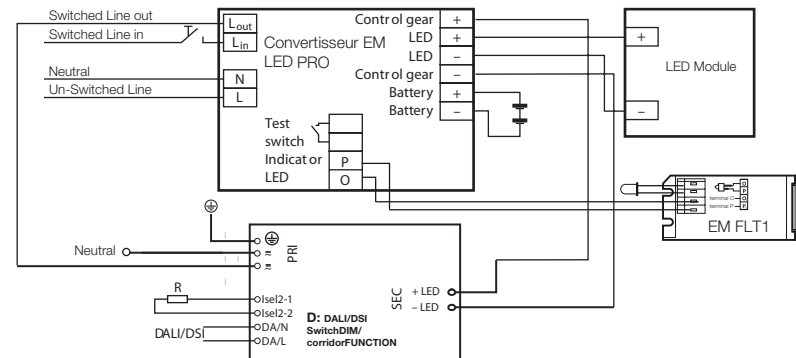 Switched Line out
Switched Line in
Neutral
Un-Switched Line
Lout
Lin
N
L
Convertisseur EM
LED PRO
Control gear
LED
LED
Control gear
Battery
Battery
+
+
–
–
+
–
Test
switch
Indicator
LED
P
O
+
–
LED Module
terminal O
terminal P
O
P
O
P
EM FLT1
Neutral
PRI
R
Isel2-1
Isel2-2
DALI/DSI
DA/N
DA/L
D: DALI/DSI
SwitchDIM/
corridorFUNCTION
SEC
+ LED
– LED